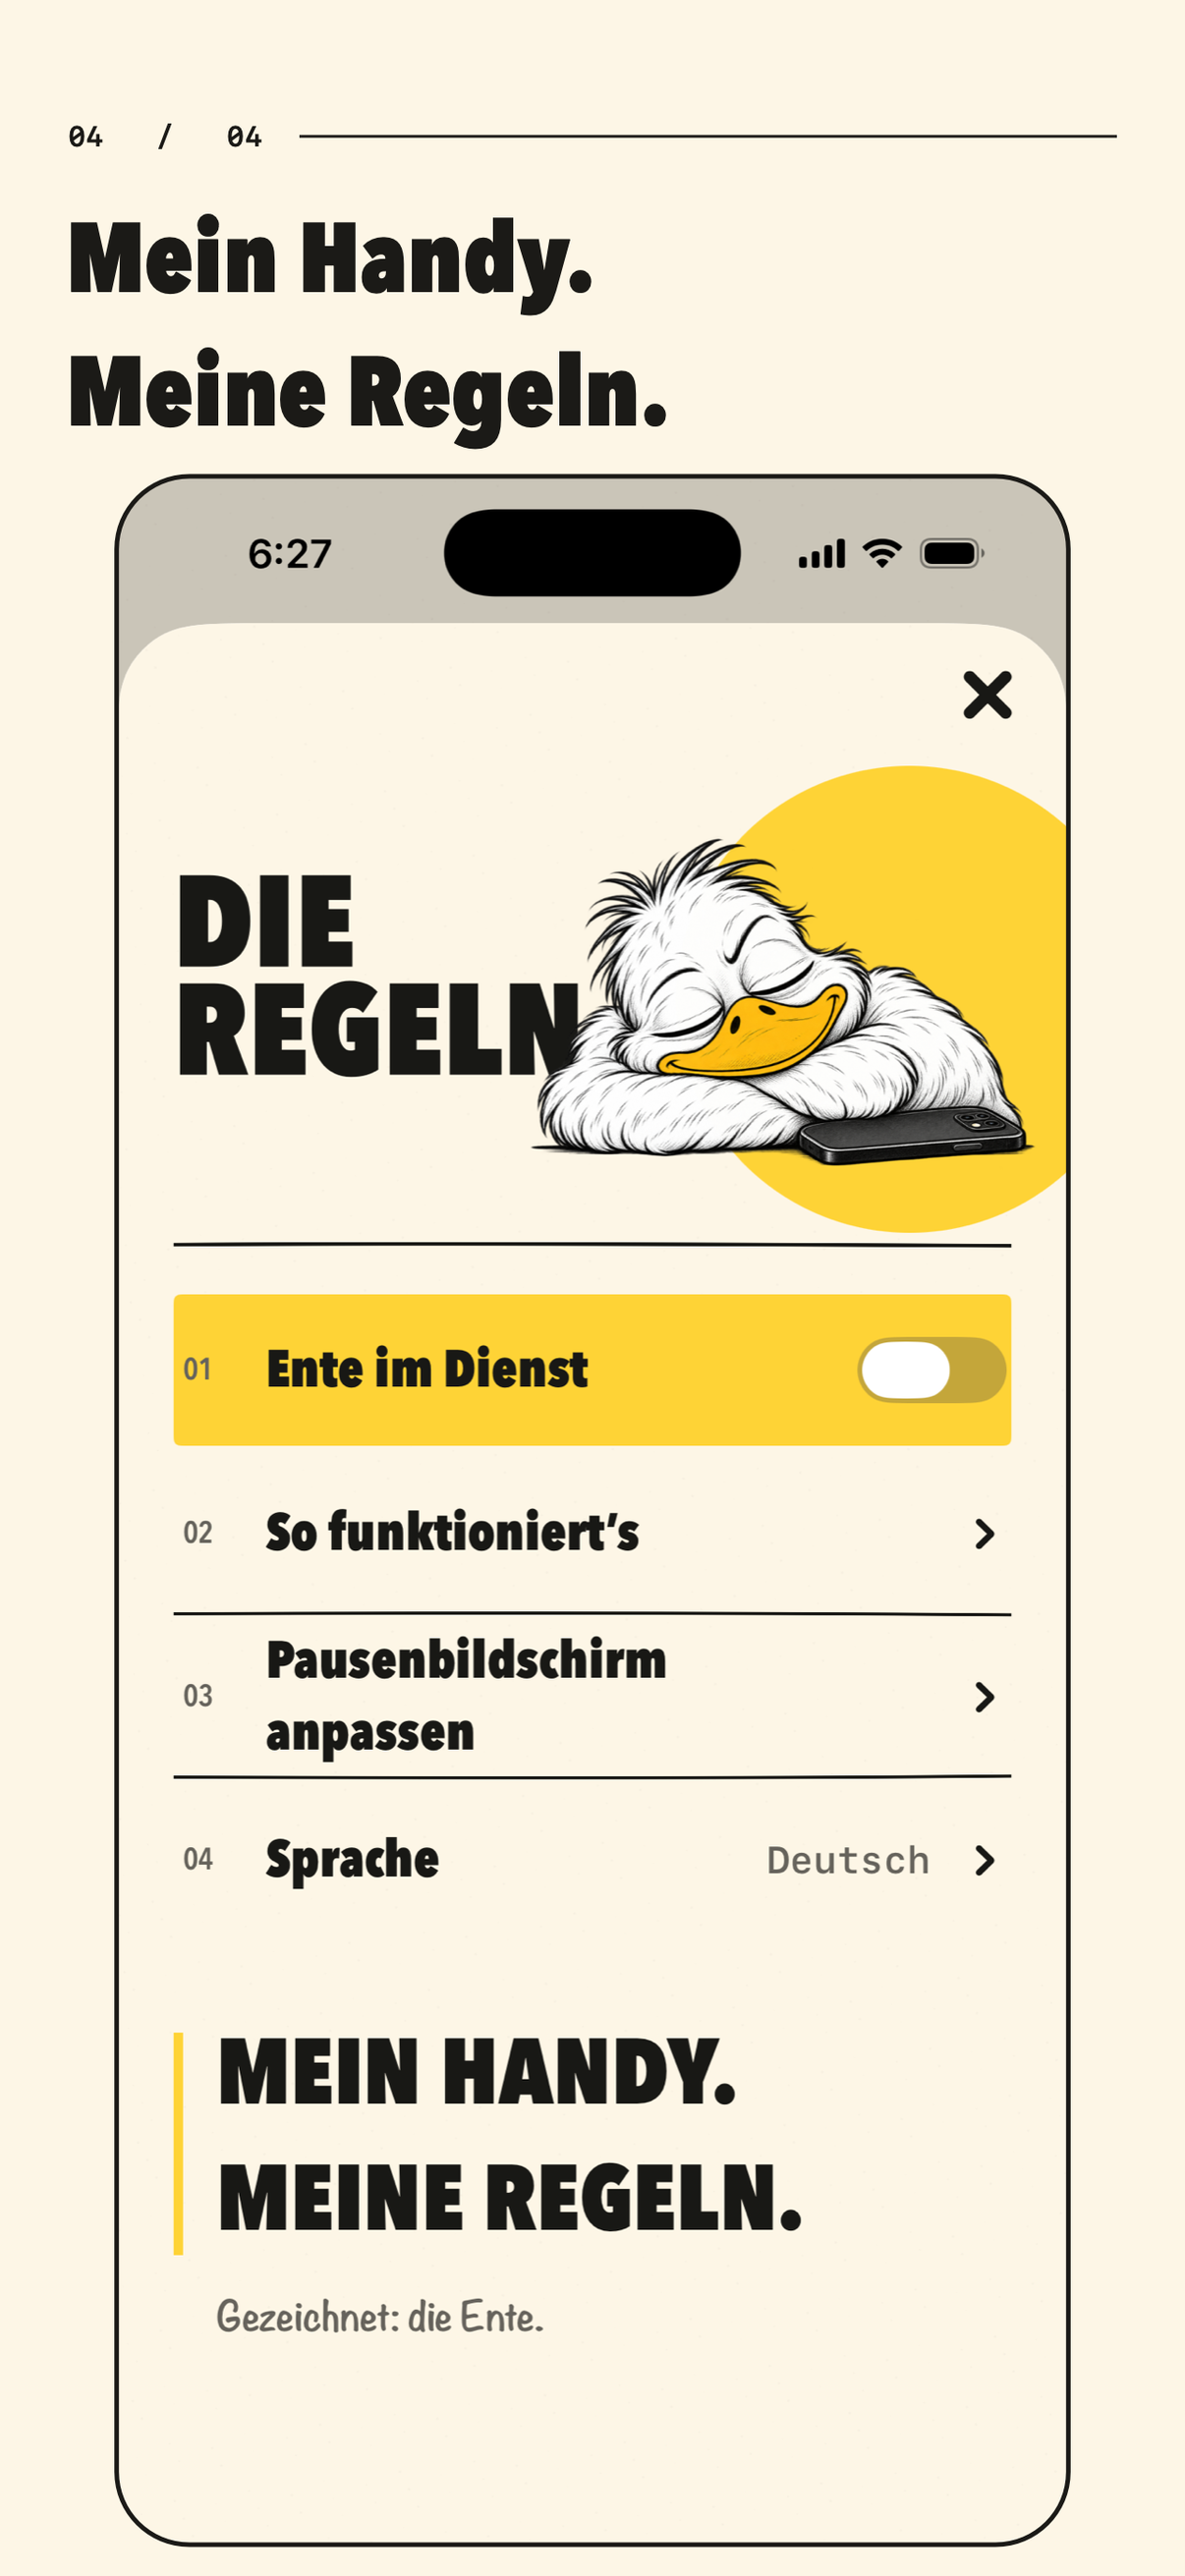 04 / 04
Mein Handy.
Meine Regeln.
6:27
DIE
REGELN
01 Ente im Dienst
02 So funktioniert’s
03 Pausenbildschirm
anpassen
04 Sprache Deutsch
MEIN HANDY.
MEINE REGELN.
Gezeichnet: die Ente.